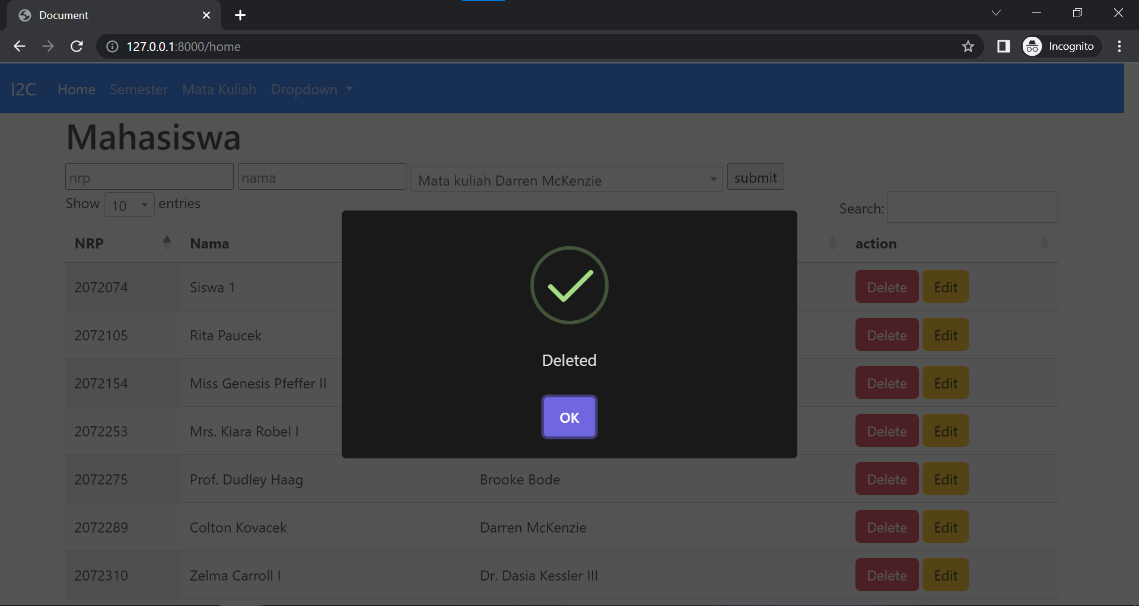 Document
127.0.0.1:8000/home
Incognito
I2C Home Semester Mata Kuliah Dropdown
Mahasiswa
nrp nama Mata kuliah Darren McKenzie submit
Show 10 entries Search:
NRP Nama action
2072074 Siswa 1 Delete Edit
2072105 Rita Paucek Delete Edit
2072154 Miss Genesis Pfeffer II Delete Edit
2072253 Mrs. Kiara Robel I Delete Edit
2072275 Prof. Dudley Haag Brooke Bode Delete Edit
2072289 Colton Kovacek Darren McKenzie Delete Edit
2072310 Zelma Carroll I Dr. Dasia Kessler III Delete Edit
Deleted
OK